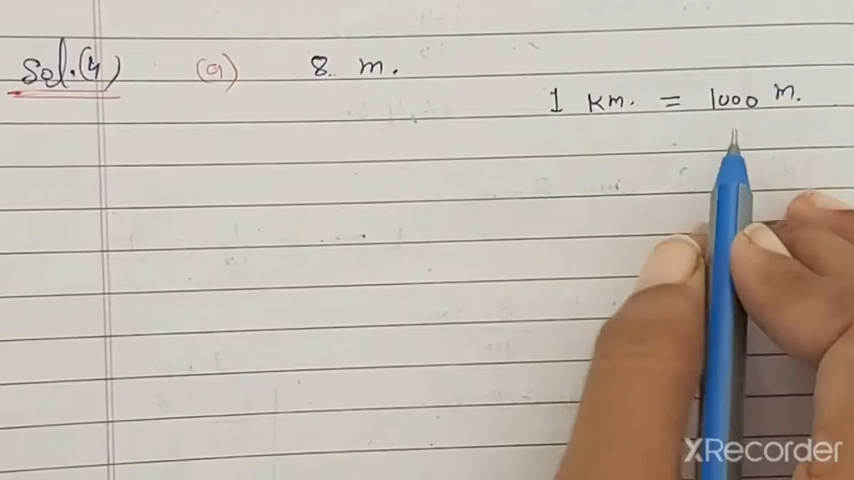 Sol.(4) (a) 8 m.
1 km. = 1000 m.
XRecorder